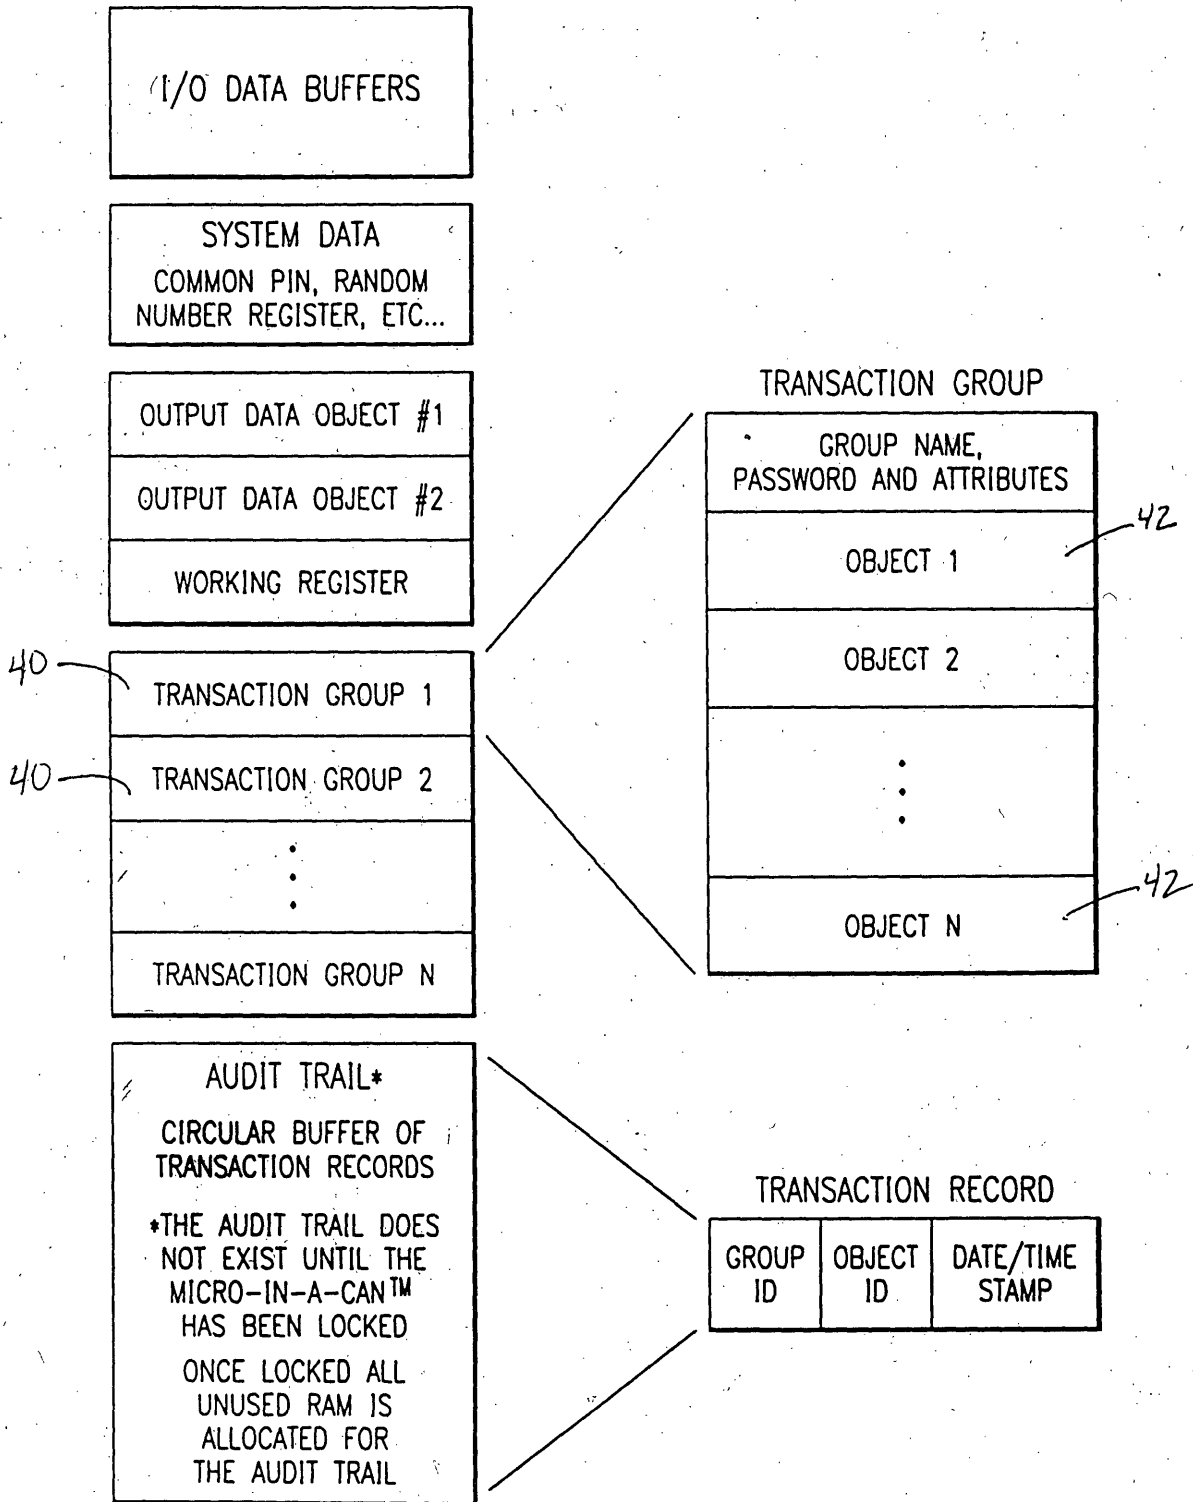 I/O DATA BUFFERS
SYSTEM DATA
COMMON PIN, RANDOM
NUMBER REGISTER, ETC...
OUTPUT DATA OBJECT #1
OUTPUT DATA OBJECT #2
WORKING REGISTER
40
TRANSACTION GROUP 1
40
TRANSACTION GROUP 2
TRANSACTION GROUP N
TRANSACTION GROUP
GROUP NAME,
PASSWORD AND ATTRIBUTES
42
OBJECT 1
OBJECT 2
42
OBJECT N
AUDIT TRAIL*
CIRCULAR BUFFER OF
TRANSACTION RECORDS
*THE AUDIT TRAIL DOES
NOT EXIST UNTIL THE
MICRO-IN-A-CAN™
HAS BEEN LOCKED
ONCE LOCKED ALL
UNUSED RAM IS
ALLOCATED FOR
THE AUDIT TRAIL
TRANSACTION RECORD
GROUP
ID
OBJECT
ID
DATE/TIME
STAMP